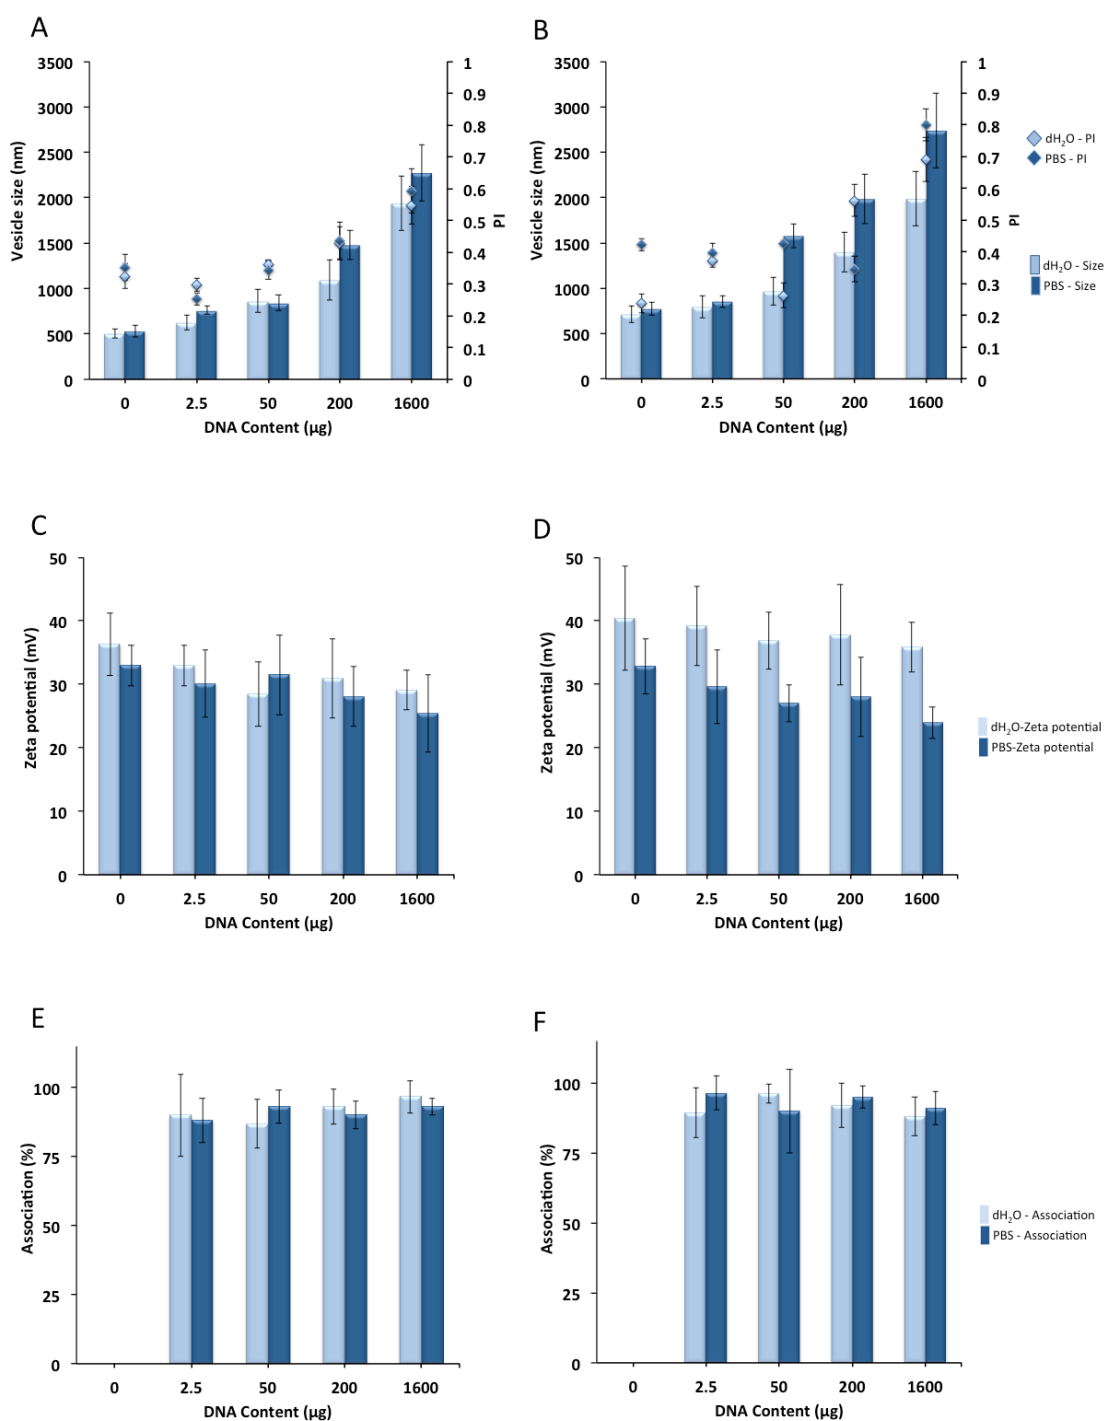 A
B
3500
3000
2500
2000
1500
1000
500
0
Vesicle size (nm)
1
0.9
0.8
0.7
0.6
0.5
0.4
0.3
0.2
0.1
0
PI
0 2.5 50 200 1600
DNA Content (µg)
3500
3000
2500
2000
1500
1000
500
0
Vesicle size (nm)
1
0.9
0.8
0.7
0.6
0.5
0.4
0.3
0.2
0.1
0
PI
0 2.5 50 200 1600
DNA Content (µg)
dH₂O - PI
PBS - PI
dH₂O - Size
PBS - Size
C
D
50
40
30
20
10
0
Zeta potential (mV)
0 2.5 50 200 1600
DNA Content (µg)
50
40
30
20
10
0
Zeta potential (mV)
0 2.5 50 200 1600
DNA Content (µg)
dH₂O-Zeta potential
PBS-Zeta potential
E
F
100
75
50
25
0
Association (%)
0 2.5 50 200 1600
DNA Content (µg)
100
75
50
25
0
Association (%)
0 2.5 50 200 1600
DNA Content (µg)
dH₂O - Association
PBS - Association